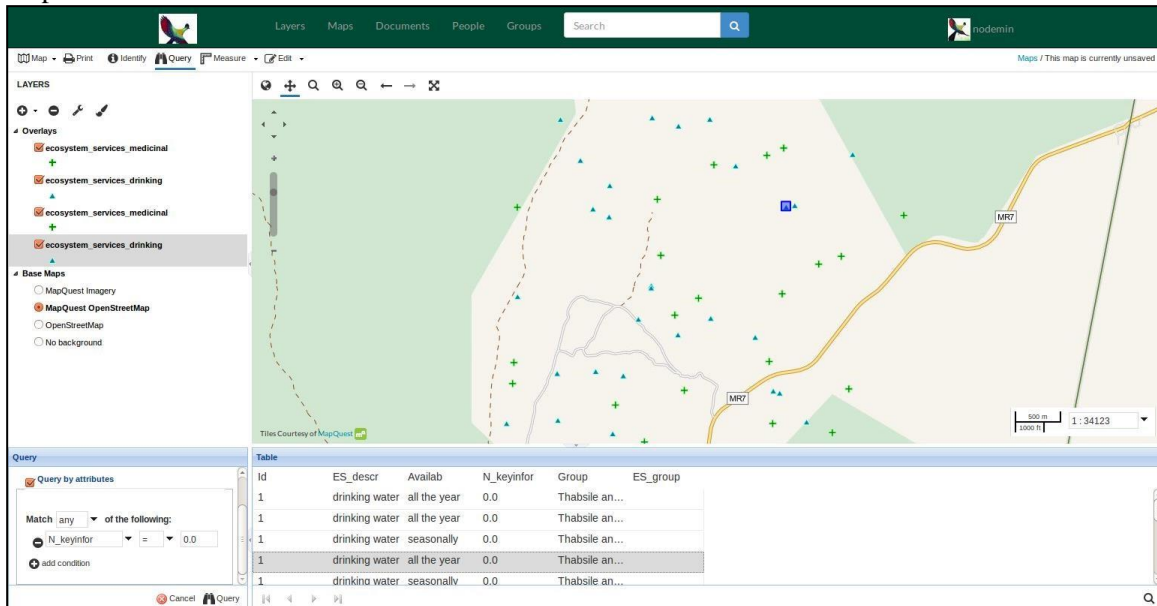 Layers Maps Documents People Groups Search nodemin
Map Print Identify Query Measure Edit Maps / This map is currently unsaved
LAYERS
Overlays
ecosystem_services_medicinal
ecosystem_services_drinking
ecosystem_services_medicinal
ecosystem_services_drinking
Base Maps
MapQuest Imagery
MapQuest OpenStreetMap
OpenStreetMap
No background
MR7
MR7
500 m
1000 ft
1 : 34123
Tiles Courtesy of MapQuest
Query
Query by attributes
Match any of the following:
N_keyinfor = 0.0
add condition
Cancel Query
Table
Id ES_descr Availab N_keyinfor Group ES_group
1 drinking water all the year 0.0 Thabsile an...
1 drinking water all the year 0.0 Thabsile an...
1 drinking water seasonally 0.0 Thabsile an...
1 drinking water all the year 0.0 Thabsile an...
1 drinking water seasonally 0.0 Thabsile an...